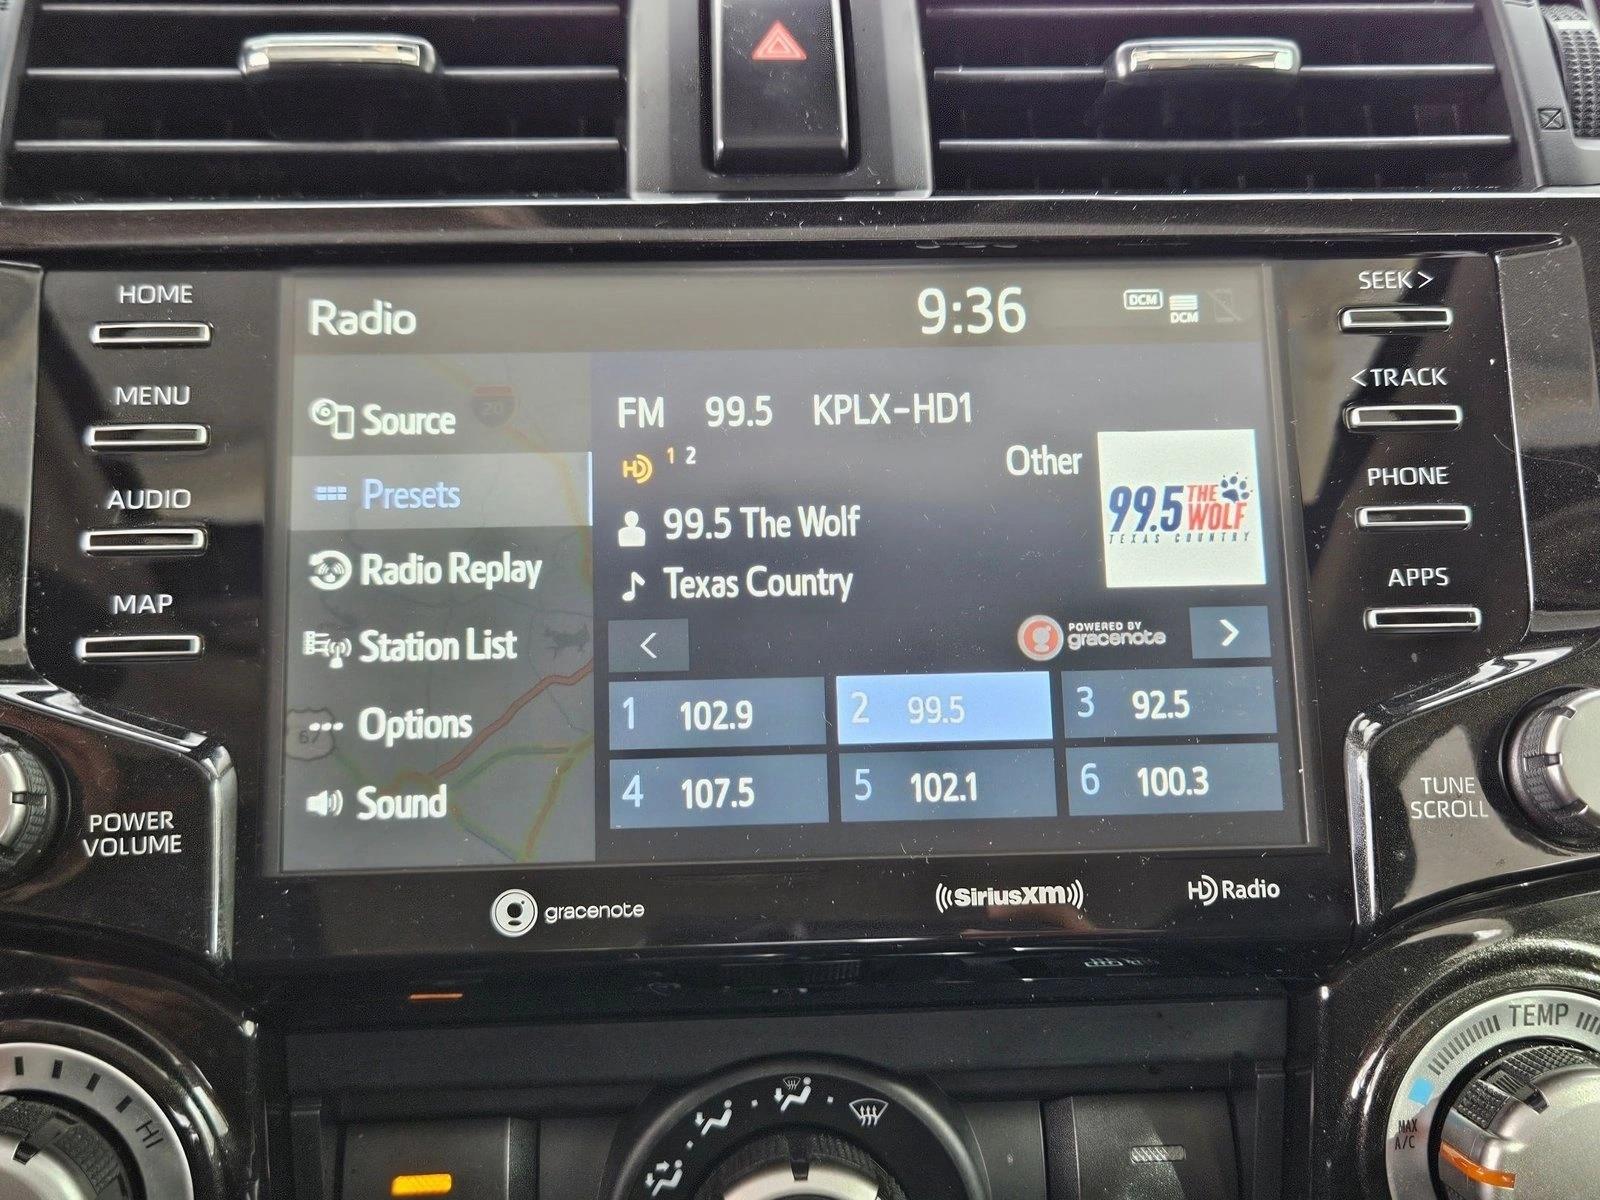 HOME
MENU
AUDIO
MAP
POWER
VOLUME
Radio
9:36
DCM
DCM
Source
Presets
Radio Replay
Station List
Options
Sound
20
67
FM 99.5 KPLX-HD1
HD 1 2
Other
99.5 The Wolf
Texas Country
99.5 THE WOLF
TEXAS COUNTRY
<
POWERED BY
gracenote
>
1 102.9
2 99.5
3 92.5
4 107.5
5 102.1
6 100.3
gracenote
((SiriusXM))
HD Radio
SEEK >
< TRACK
PHONE
APPS
TUNE
SCROLL
HI
TEMP
MAX
A/C